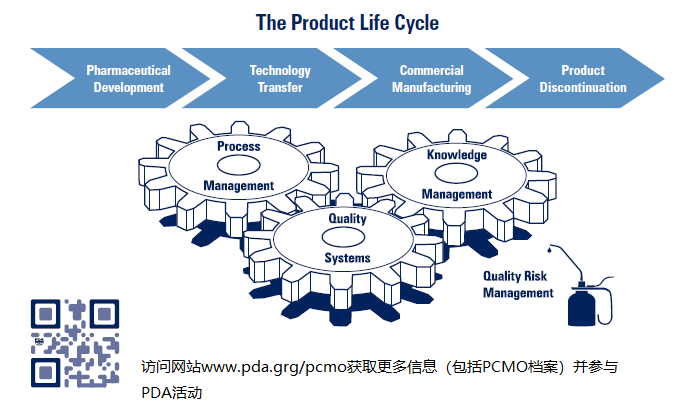 The Product Life Cycle
Pharmaceutical
Development
Technology
Transfer
Commercial
Manufacturing
Product
Discontinuation
Process
Management
Knowledge
Management
Quality
Systems
Quality Risk
Management
访问网站www.pda.grg/pcmo获取更多信息（包括PCMO档案）并参与
PDA活动